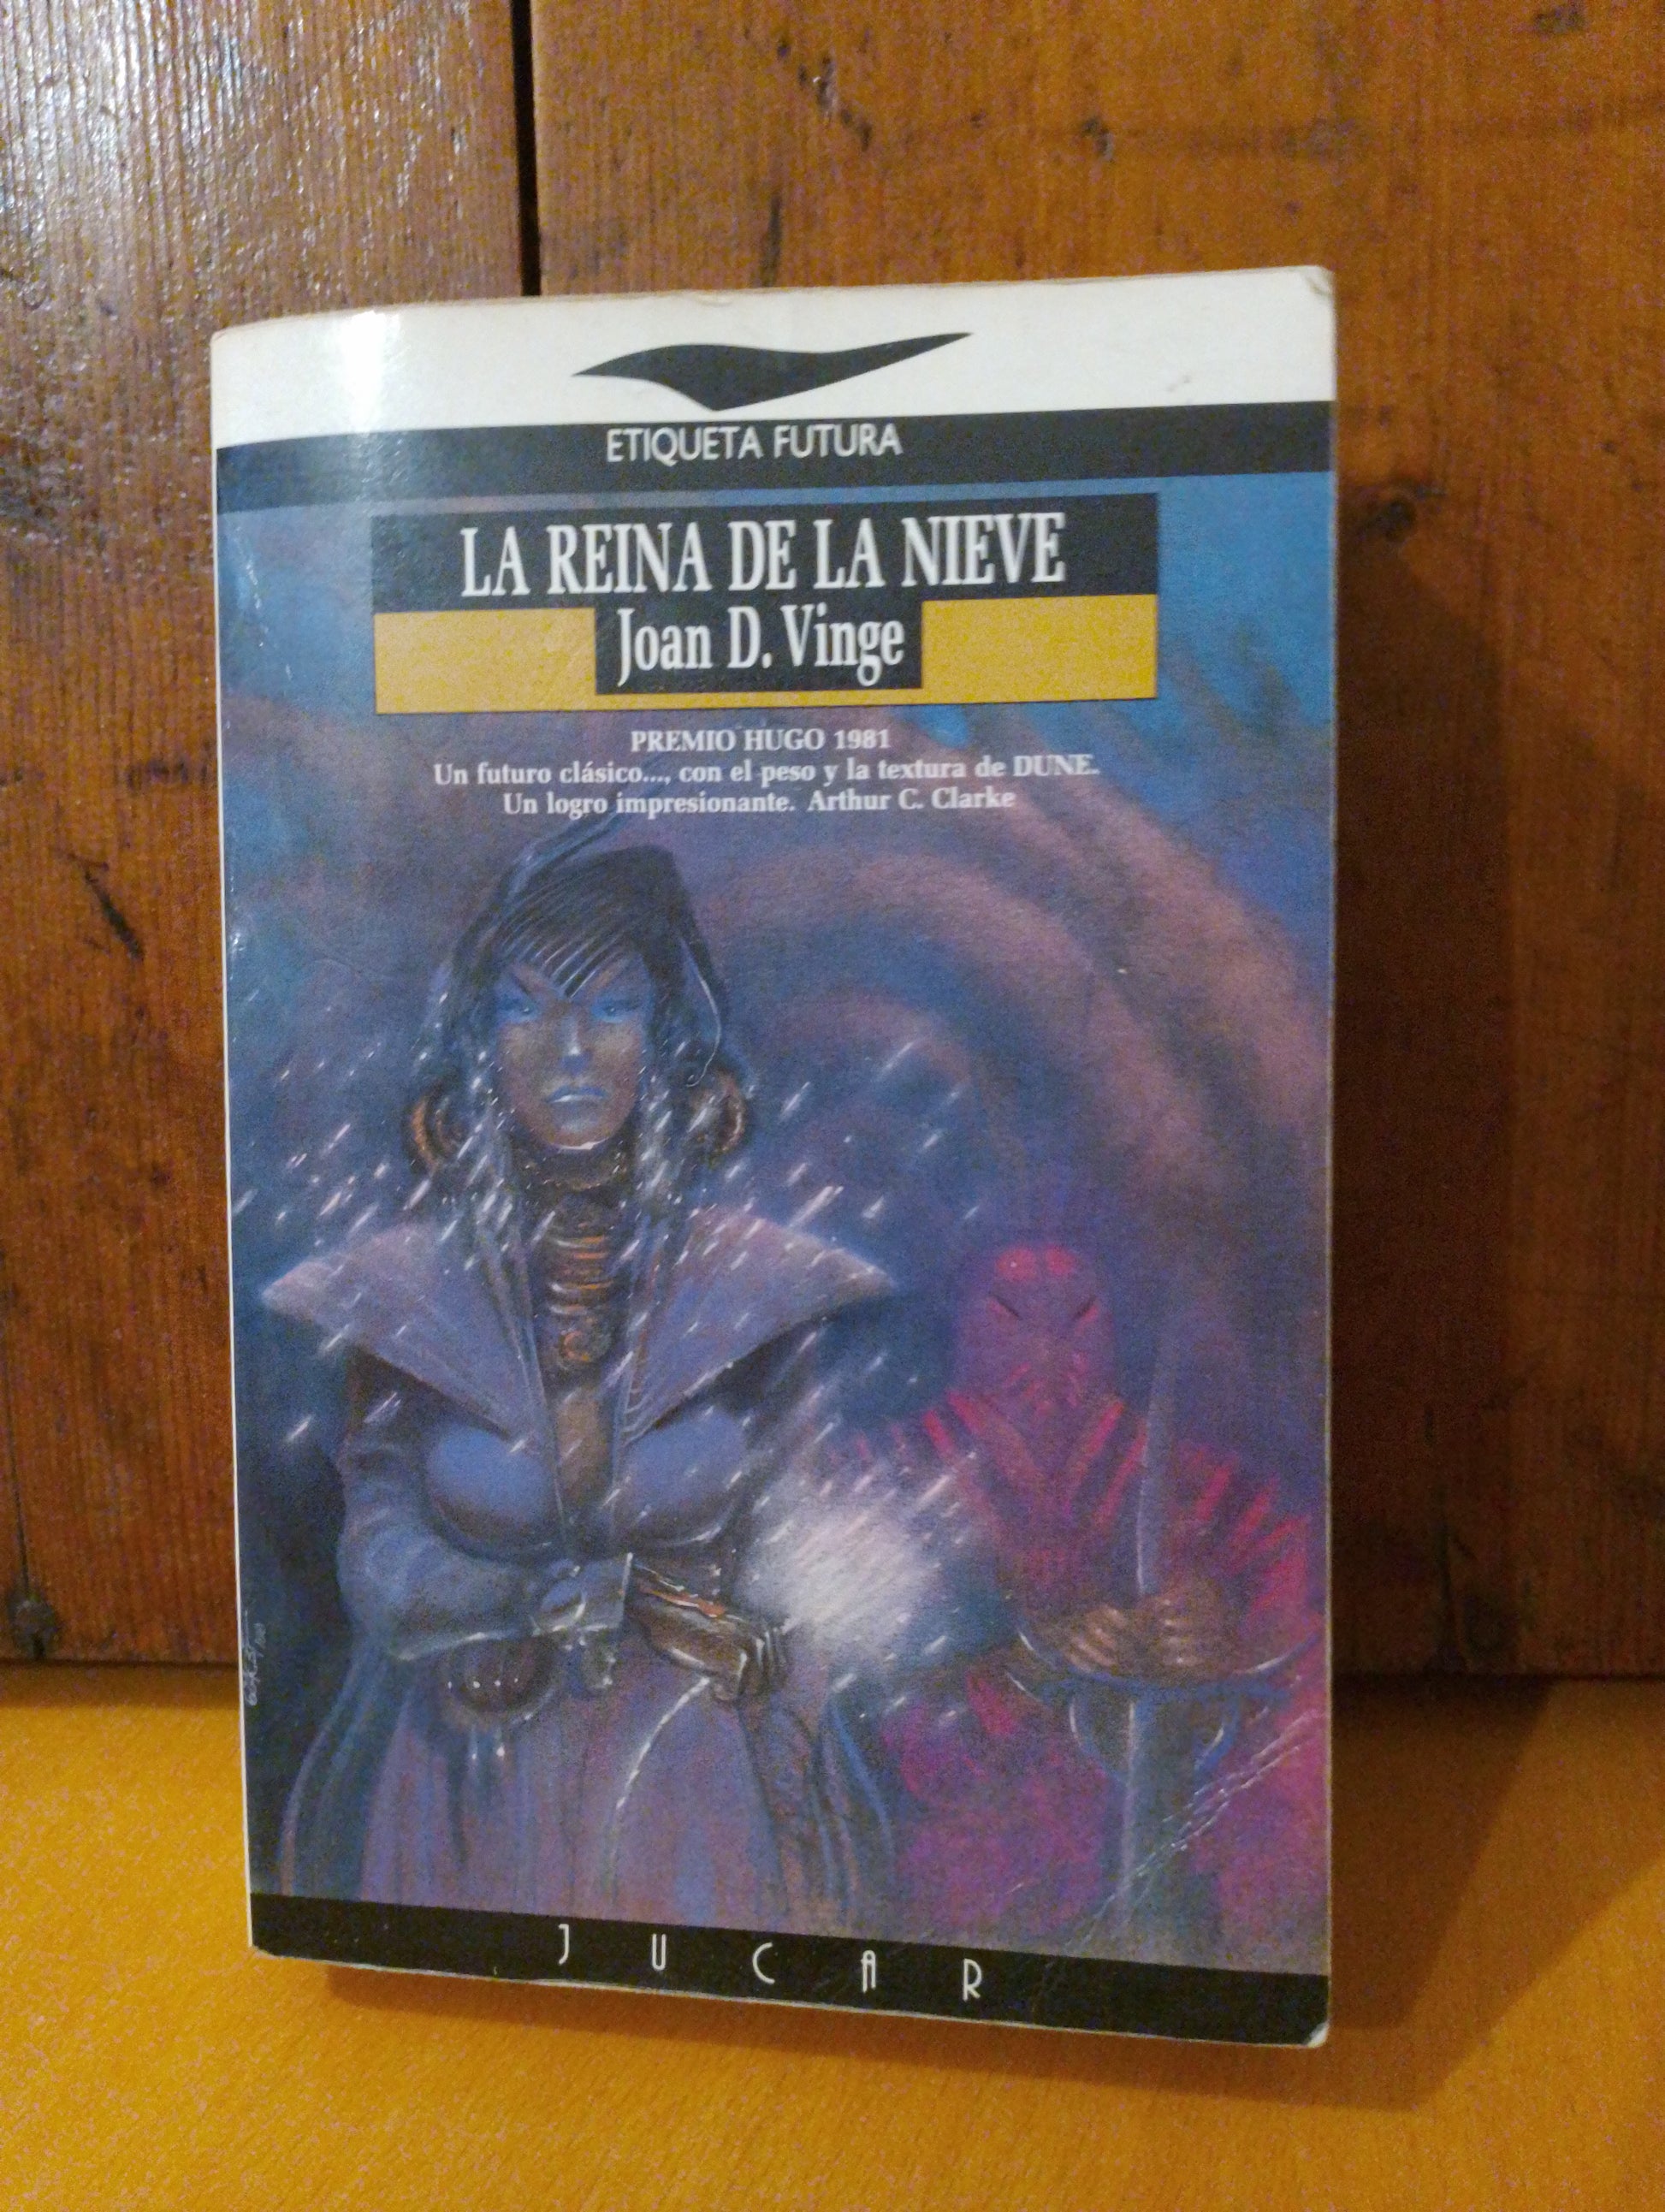 ETIQUETA FUTURA
LA REINA DE LA NIEVE
Joan D. Vinge
PREMIO HUGO 1981
Un futuro clásico..., con el peso y la textura de DUNE.
Un logro impresionante. Arthur C. Clarke
JUCAR